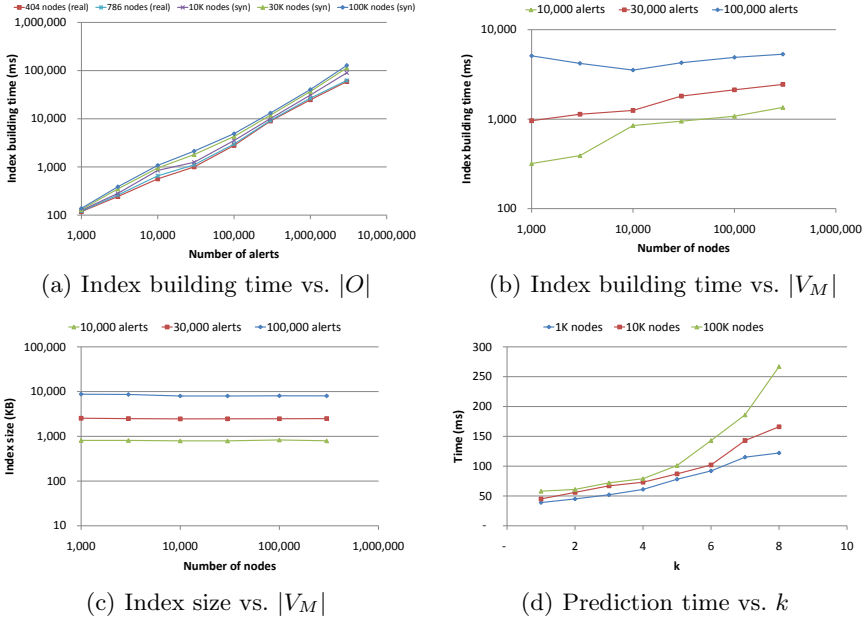 404 nodes (real) 786 nodes (real) 10K nodes (syn) 30K nodes (syn) 100K nodes (syn)
1,000,000
100,000
10,000
1,000
100
Index building time (ms)
1,000 10,000 100,000 1,000,000 10,000,000
Number of alerts
(a) Index building time vs. |O|
10,000 alerts 30,000 alerts 100,000 alerts
10,000
1,000
100
Index building time (ms)
1,000 10,000 100,000 1,000,000
Number of nodes
(b) Index building time vs. |V_M|
10,000 alerts 30,000 alerts 100,000 alerts
100,000
10,000
1,000
100
10
Index size (KB)
1,000 10,000 100,000 1,000,000
Number of nodes
(c) Index size vs. |V_M|
1K nodes 10K nodes 100K nodes
300
250
200
150
100
50
-
Time (ms)
- 2 4 6 8 10
k
(d) Prediction time vs. k